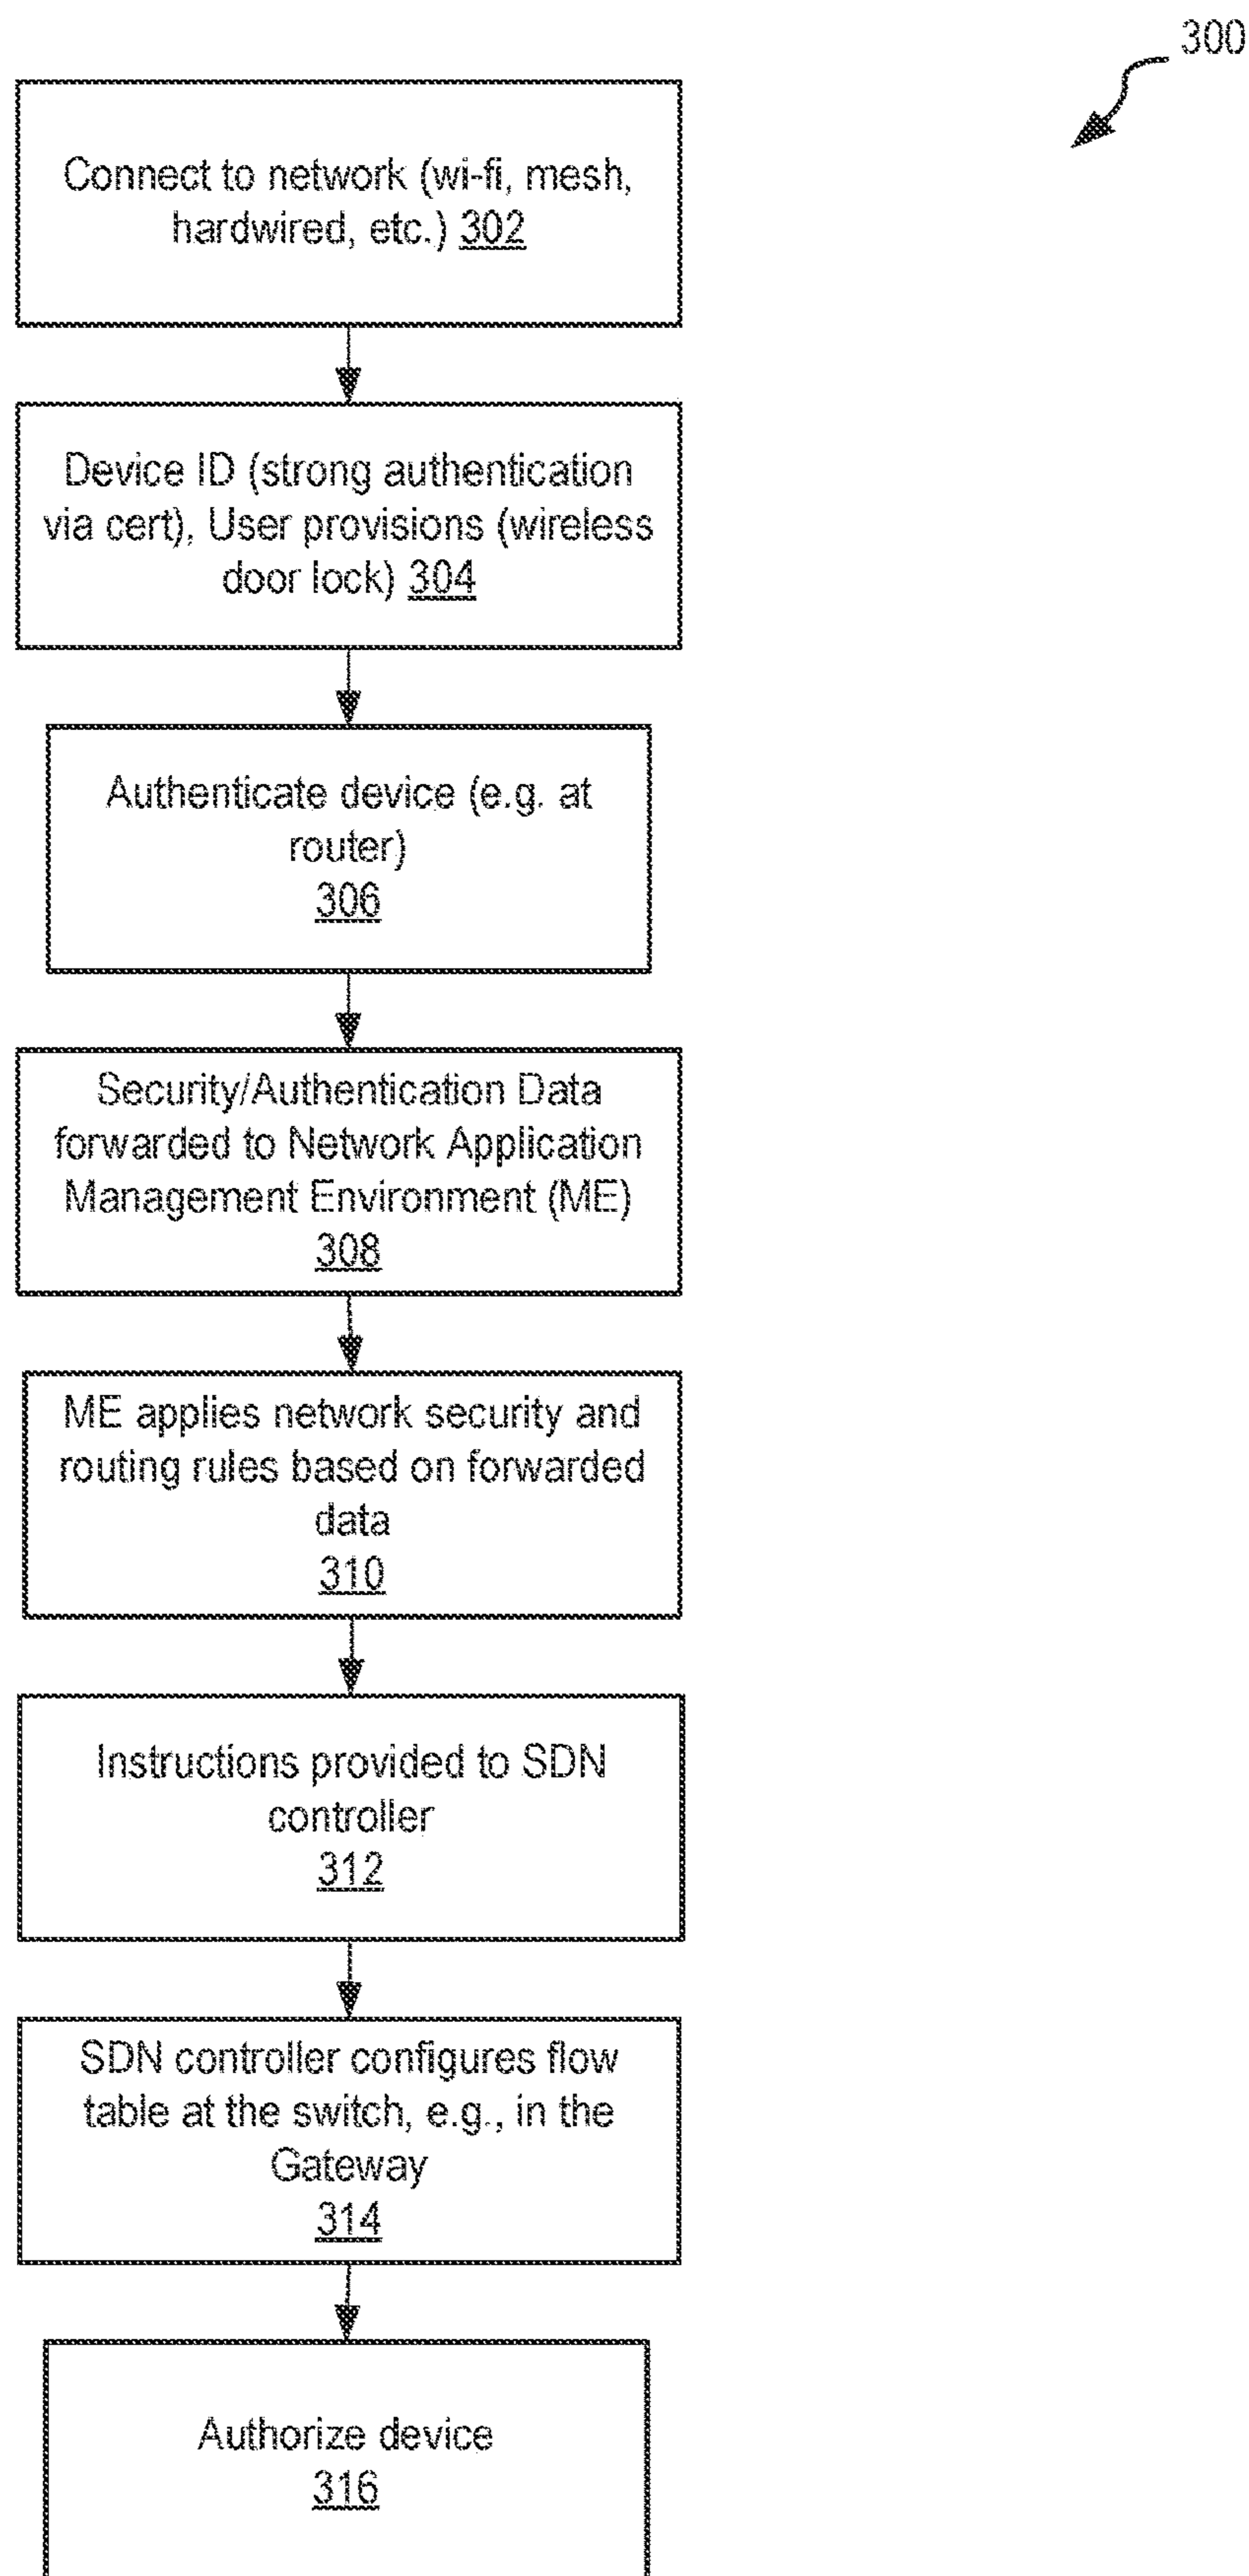 300
Connect to network (wi-fi, mesh,
hardwired, etc.) 302
Device ID (strong authentication
via cert), User provisions (wireless
door lock) 304
Authenticate device (e.g. at
router)
306
Security/Authentication Data
forwarded to Network Application
Management Environment (ME)
308
ME applies network security and
routing rules based on forwarded
data
310
Instructions provided to SDN
controller
312
SDN controller configures flow
table at the switch, e.g., in the
Gateway
314
Authorize device
316